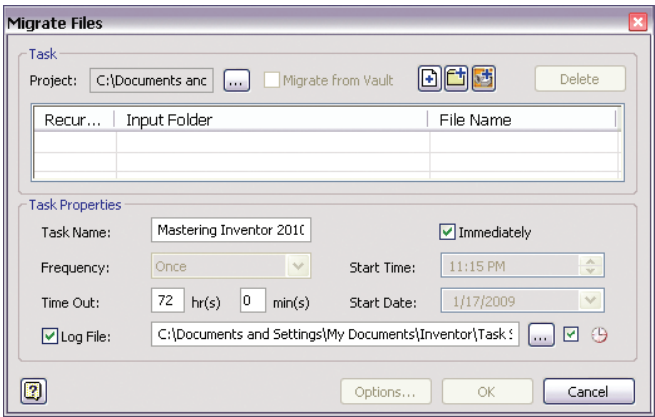 Migrate Files
Task
Project: C:\Documents anc ... Migrate from Vault Delete
Recur... Input Folder File Name
Task Properties
Task Name: Mastering Inventor 201( Immediately
Frequency: Once Start Time: 11:15 PM
Time Out: 72 hr(s) 0 min(s) Start Date: 1/17/2009
Log File: C:\Documents and Settings\My Documents\Inventor\Task S ...
? Options... OK Cancel